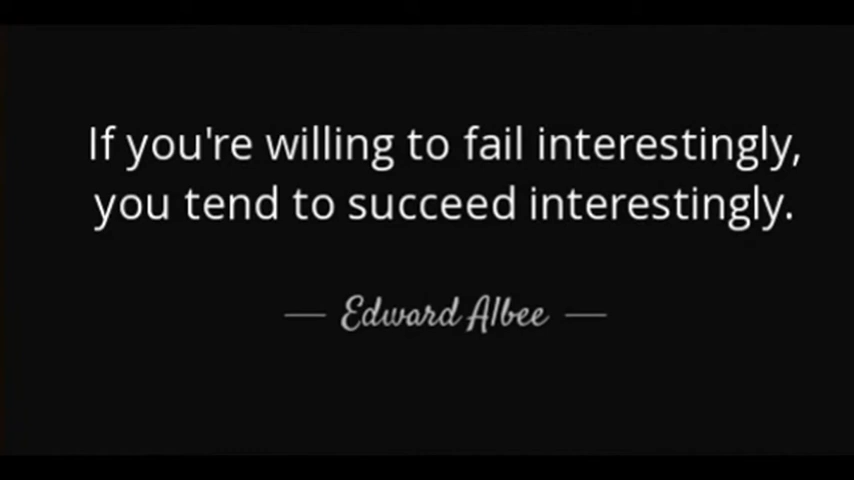 If you're willing to fail interestingly,
you tend to succeed interestingly.
— Edward Albee —